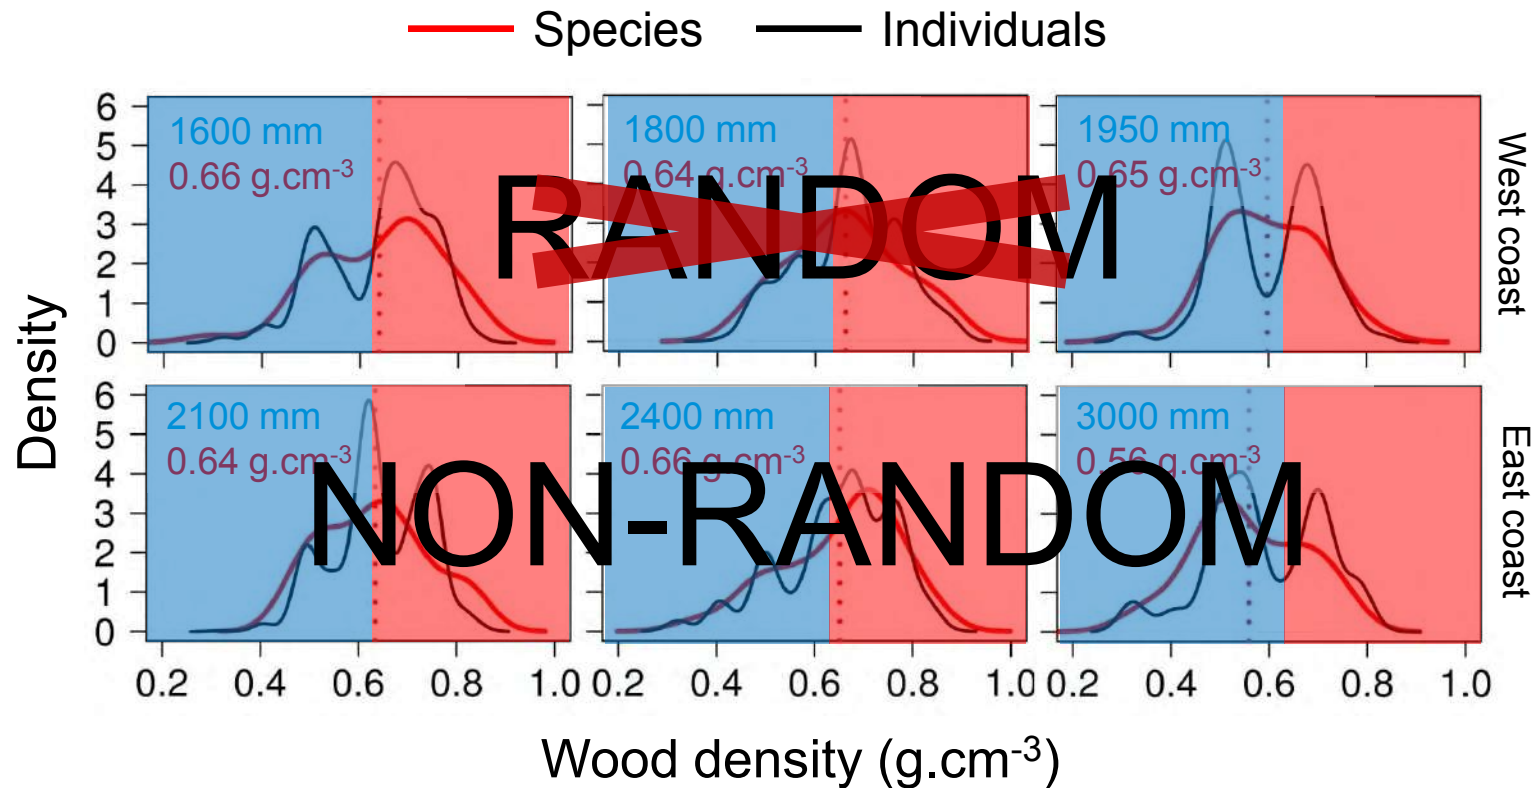 Species Individuals
6 5 4 3 2 1 0
1600 mm
0.66 g.cm-3
1800 mm
0.64 g.cm-3
1950 mm
0.65 g.cm-3
West coast
RANDOM
Density
6 5 4 3 2 1 0
2100 mm
0.64 g.cm-3
2400 mm
0.66 g.cm-3
3000 mm
0.56 g.cm-3
East coast
NON-RANDOM
0.2 0.4 0.6 0.8 1.0 0.2 0.4 0.6 0.8 1.0 0.2 0.4 0.6 0.8 1.0
Wood density (g.cm-3)